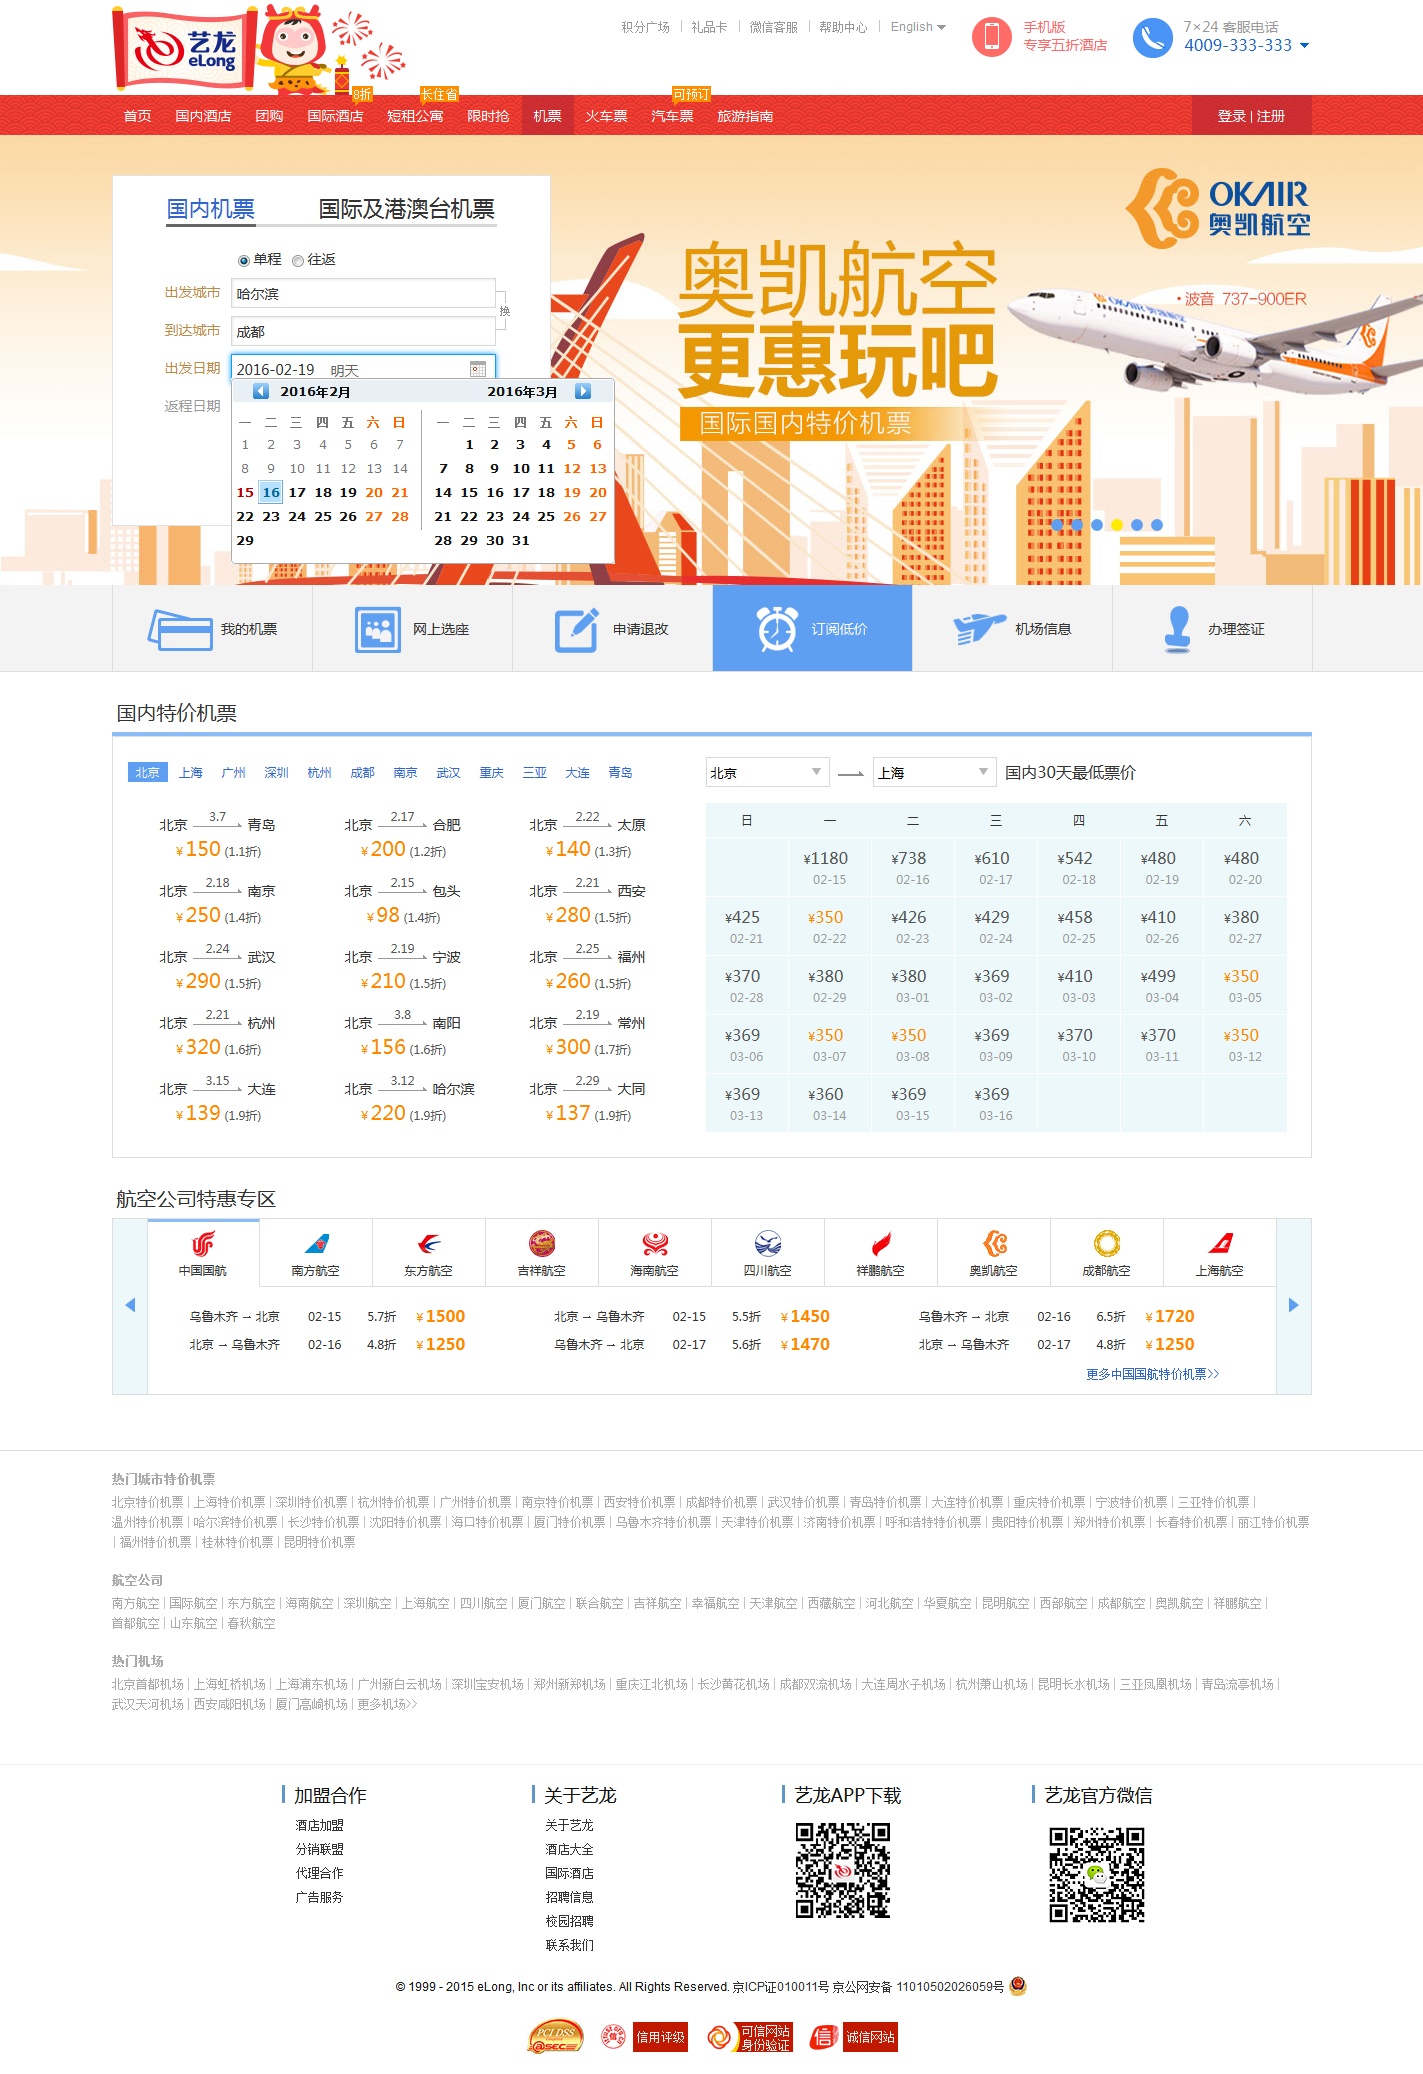 艺龙
eLong
积分广场 | 礼品卡 | 微信客服 | 帮助中心 | English
手机版
专享五折酒店
7×24 客服电话
4009-333-333
8折
长住省
可预订
首页 国内酒店 团购 国际酒店 短租公寓 限时抢 机票 火车票 汽车票 旅游指南
登录 | 注册
国内机票 国际及港澳台机票
单程 往返
出发城市 哈尔滨
换
到达城市 成都
出发日期 2016-02-19 明天
返程日期
2016年2月 2016年3月
一 二 三 四 五 六 日 一 二 三 四 五 六 日
1 2 3 4 5 6 7 1 2 3 4 5 6
8 9 10 11 12 13 14 7 8 9 10 11 12 13
15 16 17 18 19 20 21 14 15 16 17 18 19 20
22 23 24 25 26 27 28 21 22 23 24 25 26 27
29 28 29 30 31
OKAIR
奥凯航空
奥凯航空
更惠玩吧
国际国内特价机票
·波音 737-900ER
OKAIR 奥凯航空
我的机票 网上选座 申请退改 订阅低价 机场信息 办理签证
国内特价机票
北京 上海 广州 深圳 杭州 成都 南京 武汉 重庆 三亚 大连 青岛
北京 3.7 青岛 北京 2.17 合肥 北京 2.22 太原
¥150 (1.1折) ¥200 (1.2折) ¥140 (1.3折)
北京 2.18 南京 北京 2.15 包头 北京 2.21 西安
¥250 (1.4折) ¥98 (1.4折) ¥280 (1.5折)
北京 2.24 武汉 北京 2.19 宁波 北京 2.25 福州
¥290 (1.5折) ¥210 (1.5折) ¥260 (1.5折)
北京 2.21 杭州 北京 3.8 南阳 北京 2.19 常州
¥320 (1.6折) ¥156 (1.6折) ¥300 (1.7折)
北京 3.15 大连 北京 3.12 哈尔滨 北京 2.29 大同
¥139 (1.9折) ¥220 (1.9折) ¥137 (1.9折)
北京 上海 国内30天最低票价
日 一 二 三 四 五 六
¥1180 ¥738 ¥610 ¥542 ¥480 ¥480
02-15 02-16 02-17 02-18 02-19 02-20
¥425 ¥350 ¥426 ¥429 ¥458 ¥410 ¥380
02-21 02-22 02-23 02-24 02-25 02-26 02-27
¥370 ¥380 ¥380 ¥369 ¥410 ¥499 ¥350
02-28 02-29 03-01 03-02 03-03 03-04 03-05
¥369 ¥350 ¥350 ¥369 ¥370 ¥370 ¥350
03-06 03-07 03-08 03-09 03-10 03-11 03-12
¥369 ¥360 ¥369 ¥369
03-13 03-14 03-15 03-16
航空公司特惠专区
中国国航 南方航空 东方航空 吉祥航空 海南航空 四川航空 祥鹏航空 奥凯航空 成都航空 上海航空
乌鲁木齐 → 北京 02-15 5.7折 ¥1500 北京 → 乌鲁木齐 02-15 5.5折 ¥1450 乌鲁木齐 → 北京 02-16 6.5折 ¥1720
北京 → 乌鲁木齐 02-16 4.8折 ¥1250 乌鲁木齐 → 北京 02-17 5.6折 ¥1470 北京 → 乌鲁木齐 02-17 4.8折 ¥1250
更多中国国航特价机票>>
热门城市特价机票
北京特价机票 | 上海特价机票 | 深圳特价机票 | 杭州特价机票 | 广州特价机票 | 南京特价机票 | 西安特价机票 | 成都特价机票 | 武汉特价机票 | 青岛特价机票 | 大连特价机票 | 重庆特价机票 | 宁波特价机票 | 三亚特价机票 |
温州特价机票 | 哈尔滨特价机票 | 长沙特价机票 | 沈阳特价机票 | 海口特价机票 | 厦门特价机票 | 乌鲁木齐特价机票 | 天津特价机票 | 济南特价机票 | 呼和浩特特价机票 | 贵阳特价机票 | 郑州特价机票 | 长春特价机票 | 丽江特价机票
| 福州特价机票 | 桂林特价机票 | 昆明特价机票
航空公司
南方航空 | 国际航空 | 东方航空 | 海南航空 | 深圳航空 | 上海航空 | 四川航空 | 厦门航空 | 联合航空 | 吉祥航空 | 幸福航空 | 天津航空 | 西藏航空 | 河北航空 | 华夏航空 | 昆明航空 | 西部航空 | 成都航空 | 奥凯航空 | 祥鹏航空 |
首都航空 | 山东航空 | 春秋航空
热门机场
北京首都机场 | 上海虹桥机场 | 上海浦东机场 | 广州新白云机场 | 深圳宝安机场 | 郑州新郑机场 | 重庆江北机场 | 长沙黄花机场 | 成都双流机场 | 大连周水子机场 | 杭州萧山机场 | 昆明长水机场 | 三亚凤凰机场 | 青岛流亭机场 |
武汉天河机场 | 西安咸阳机场 | 厦门高崎机场 | 更多机场>>
加盟合作 关于艺龙 艺龙APP下载 艺龙官方微信
酒店加盟 关于艺龙
分销联盟 酒店大全
代理合作 国际酒店
广告服务 招聘信息
校园招聘
联系我们
© 1999 - 2015 eLong, Inc or its affiliates. All Rights Reserved. 京ICP证010011号 京公网安备 11010502026059号
PCI.DSS
@SEC
信用评级
可信网站
身份验证
信
诚信网站